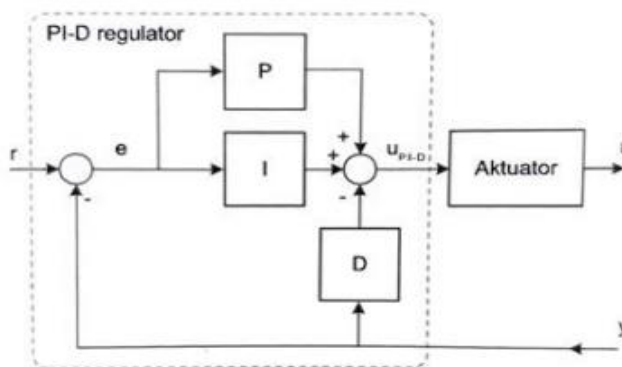 PI-D regulator
P
+
r
e
I
+
u_PI-D
Aktuator
-
-
D
y